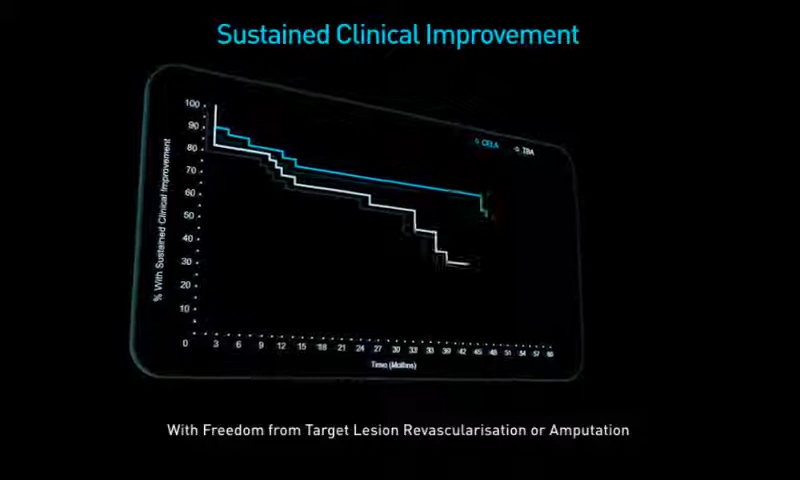 Sustained Clinical Improvement
CELA TBA
% With Sustained Clinical Improvement
100
90
80
70
60
50
40
30
20
10
0 3 6 9 12 15 18 21 24 27 30 33 39 42 45 48 51 54 57 60
Time
With Freedom from Target Lesion Revascularisation or Amputation